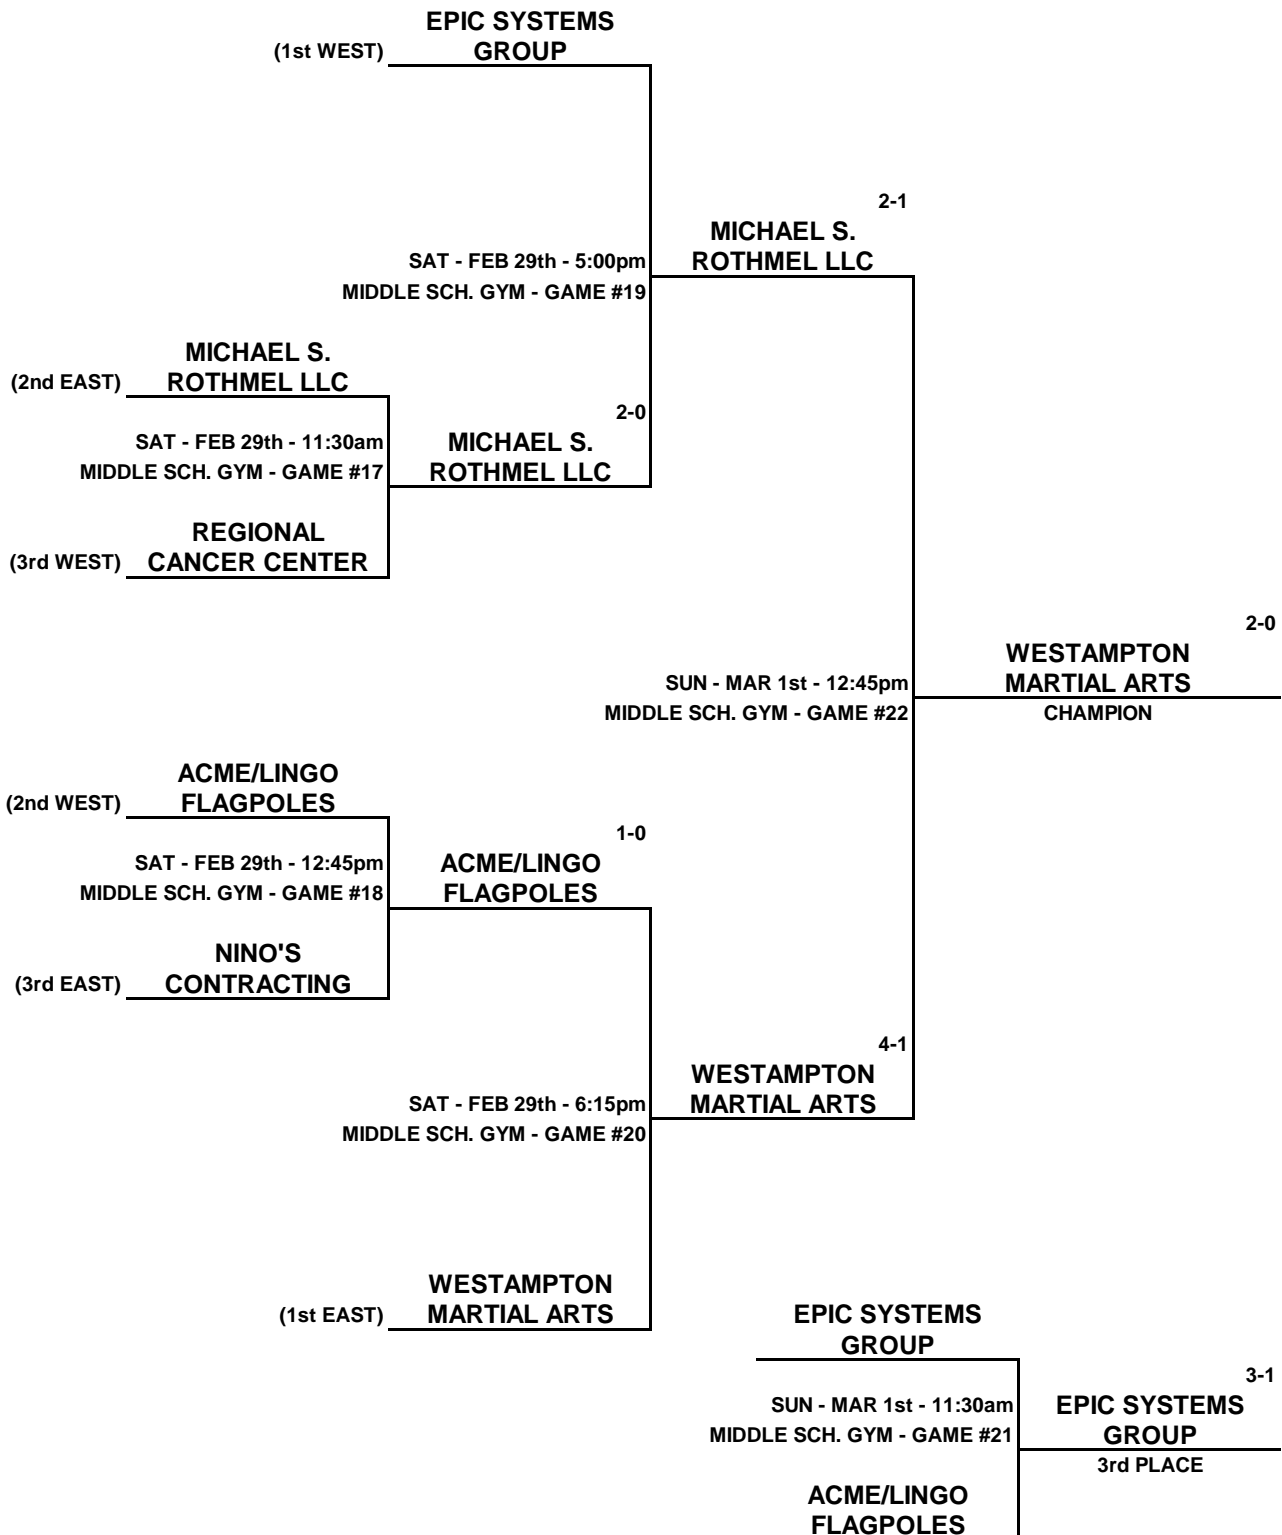 EPIC SYSTEMS
GROUP
(1st WEST)
2-1
MICHAEL S.
ROTHMEL LLC
SAT - FEB 29th - 5:00pm
MIDDLE SCH. GYM - GAME #19
MICHAEL S.
ROTHMEL LLC
(2nd EAST)
2-0
SAT - FEB 29th - 11:30am
MIDDLE SCH. GYM - GAME #17
MICHAEL S.
ROTHMEL LLC
REGIONAL
CANCER CENTER
(3rd WEST)
2-0
WESTAMPTON
MARTIAL ARTS
CHAMPION
SUN - MAR 1st - 12:45pm
MIDDLE SCH. GYM - GAME #22
ACME/LINGO
FLAGPOLES
(2nd WEST)
1-0
SAT - FEB 29th - 12:45pm
MIDDLE SCH. GYM - GAME #18
ACME/LINGO
FLAGPOLES
NINO'S
CONTRACTING
(3rd EAST)
4-1
WESTAMPTON
MARTIAL ARTS
SAT - FEB 29th - 6:15pm
MIDDLE SCH. GYM - GAME #20
WESTAMPTON
MARTIAL ARTS
(1st EAST)
EPIC SYSTEMS
GROUP
3-1
SUN - MAR 1st - 11:30am
MIDDLE SCH. GYM - GAME #21
EPIC SYSTEMS
GROUP
3rd PLACE
ACME/LINGO
FLAGPOLES